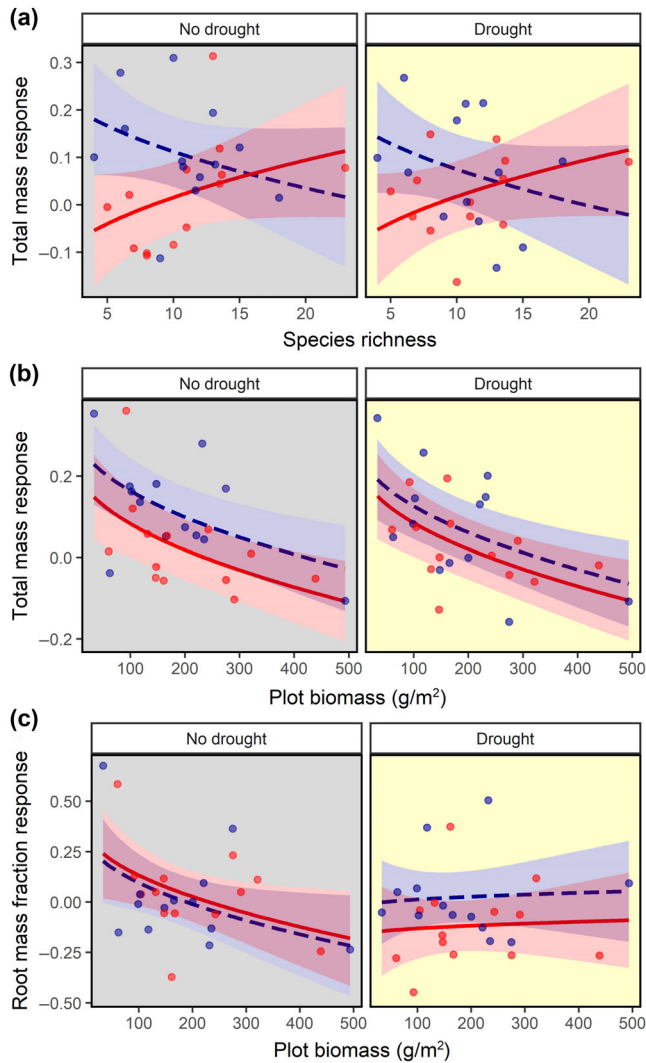 (a)
No drought
Drought
Total mass response
0.3
0.2
0.1
0.0
−0.1
5 10 15 20
5 10 15 20
Species richness
(b)
No drought
Drought
Total mass response
0.2
0.0
−0.2
100 200 300 400 500
100 200 300 400 500
Plot biomass (g/m²)
(c)
No drought
Drought
Root mass fraction response
0.50
0.25
0.00
−0.25
−0.50
100 200 300 400 500
100 200 300 400 500
Plot biomass (g/m²)